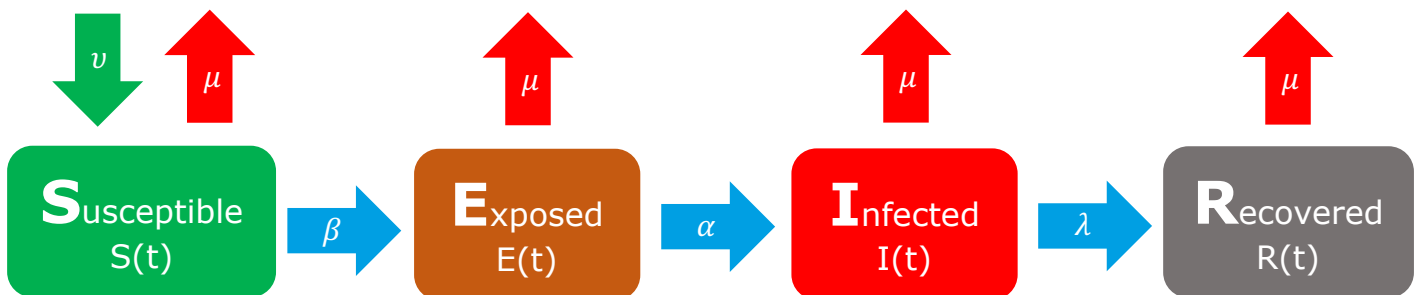 υ
μ
μ
μ
μ
Susceptible
S(t)
β
Exposed
E(t)
α
Infected
I(t)
λ
Recovered
R(t)